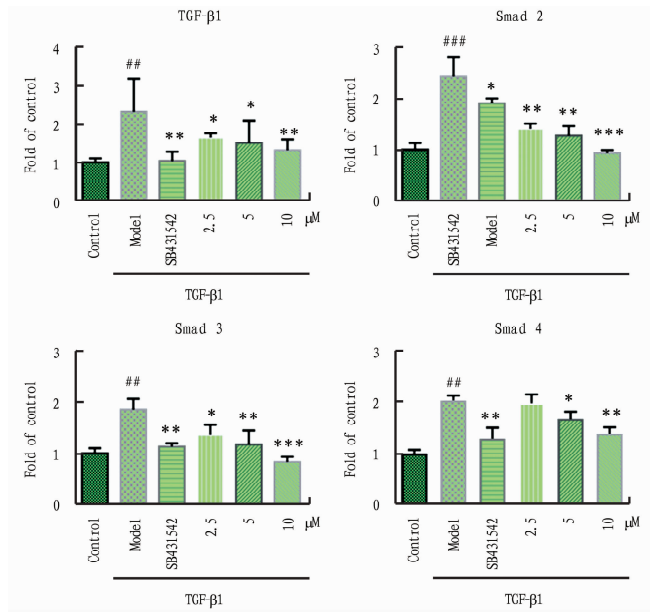 TGF-β1
Fold of control
4
3
2
1
0
##
**
*
*
**
Control
Model
SB431542
2.5
5
10
μM
TGF-β1
Smad 2
Fold of control
3
2
1
0
###
*
**
**
***
Control
SB431542
Model
2.5
5
10
μM
TGF-β1
Smad 3
Fold of control
3
2
1
0
##
**
*
**
***
Control
Model
SB431542
2.5
5
10
μM
TGF-β1
Smad 4
Fold of control
3
2
1
0
##
**
*
**
Control
Model
SB431542
2.5
5
10
μM
TGF-β1